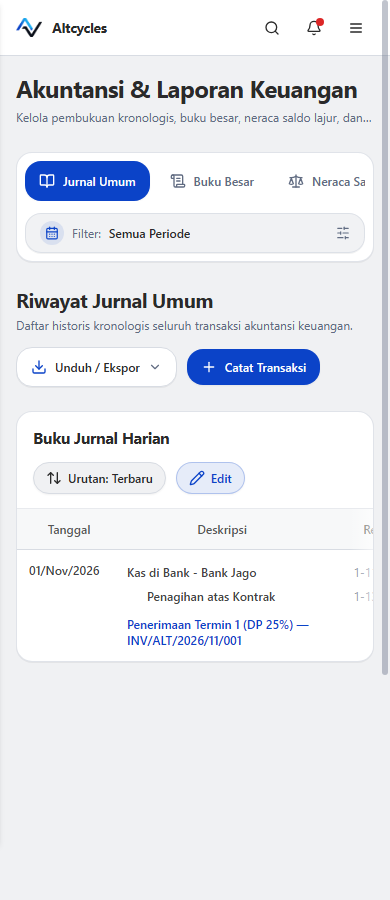 Altcycles
Akuntansi & Laporan Keuangan
Kelola pembukuan kronologis, buku besar, neraca saldo lajur, dan...
Jurnal Umum
Buku Besar
Neraca Sa
Filter: Semua Periode
Riwayat Jurnal Umum
Daftar historis kronologis seluruh transaksi akuntansi keuangan.
Unduh / Ekspor
Catat Transaksi
Buku Jurnal Harian
Urutan: Terbaru
Edit
Tanggal
Deskripsi
01/Nov/2026
Kas di Bank - Bank Jago
1-1
Penagihan atas Kontrak
Penerimaan Termin 1 (DP 25%) —
INV/ALT/2026/11/001